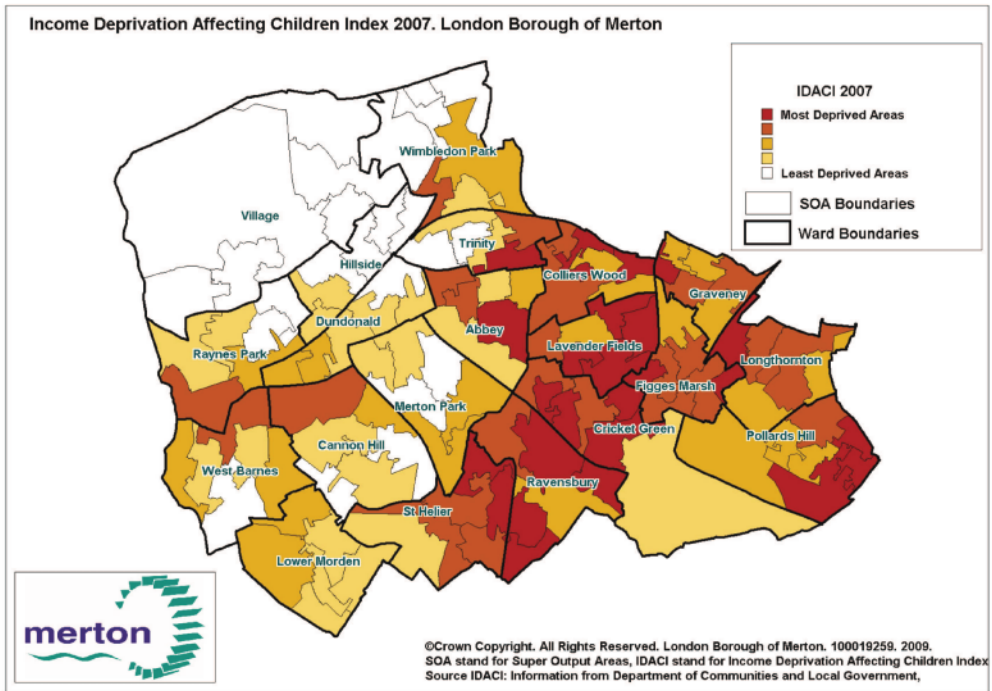 Income Deprivation Affecting Children Index 2007. London Borough of Merton
IDACI 2007
Most Deprived Areas
Least Deprived Areas
SOA Boundaries
Ward Boundaries
Wimbledon Park
Village
Trinity
Hillside
Colliers Wood
Graveney
Dundonald
Abbey
Raynes Park
Lavender Fields
Longthornton
Figges Marsh
Merton Park
Cricket Green
Pollards Hill
Cannon Hill
West Barnes
Ravensbury
St Helier
Lower Morden
merton
©Crown Copyright. All Rights Reserved. London Borough of Merton. 100019259. 2009.
SOA stand for Super Output Areas, IDACI stand for Income Deprivation Affecting Children Index
Source IDACI: Information from Department of Communities and Local Government,